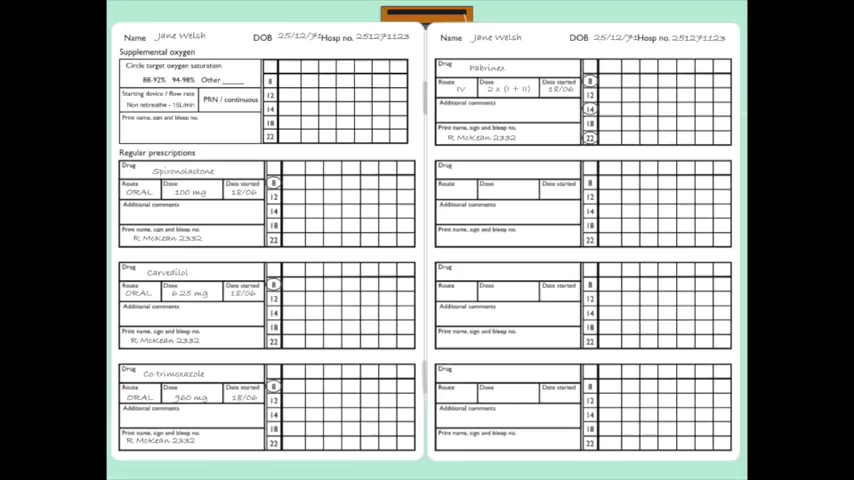 Name Jane Welsh DOB 25/12/71 Hosp no. 251271123
Supplemental oxygen
Circle target oxygen saturation
88-92% 94-98% Other ______
8
Starting device / flow rate
Non rebreathe - 15L/min
PRN / continuous
12
14
Print name, sign and bleep no.
18
22
Regular prescriptions
Drug Spironolactone
Route ORAL Dose 100 mg Date started 18/06
8
12
Additional comments
14
18
Print name, sign and bleep no.
R McKean 2332
22
Drug Carvedilol
Route ORAL Dose 6.25 mg Date started 18/06
8
12
Additional comments
14
18
Print name, sign and bleep no.
R McKean 2332
22
Drug Co-trimoxazole
Route ORAL Dose 960 mg Date started 18/06
8
12
Additional comments
14
18
Print name, sign and bleep no.
R McKean 2332
22
Name Jane Welsh DOB 25/12/71 Hosp no. 251271123
Drug Pabrinex
Route IV Dose 2 x (I + II) Date started 18/06
8
12
Additional comments
14
18
Print name, sign and bleep no.
R McKean 2332
22
Drug
Route Dose Date started
8
12
Additional comments
14
18
Print name, sign and bleep no.
22
Drug
Route Dose Date started
8
12
Additional comments
14
18
Print name, sign and bleep no.
22
Drug
Route Dose Date started
8
12
Additional comments
14
18
Print name, sign and bleep no.
22